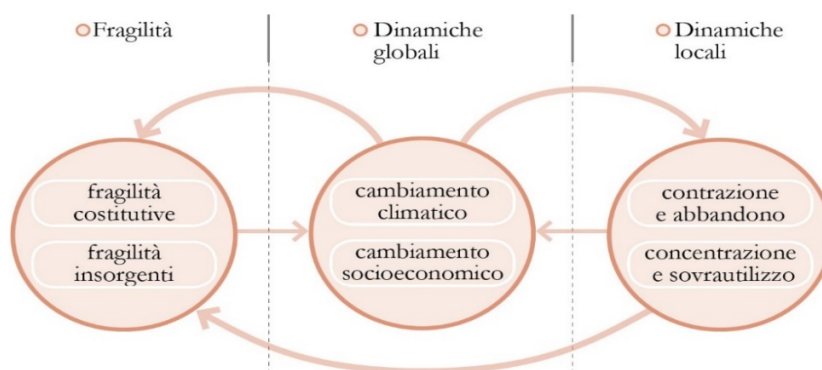 Fragilità
Dinamiche
globali
Dinamiche
locali
fragilità
costitutive
fragilità
insorgenti
cambiamento
climatico
cambiamento
socioeconomico
contrazione
e abbandono
concentrazione
e sovrautilizzo